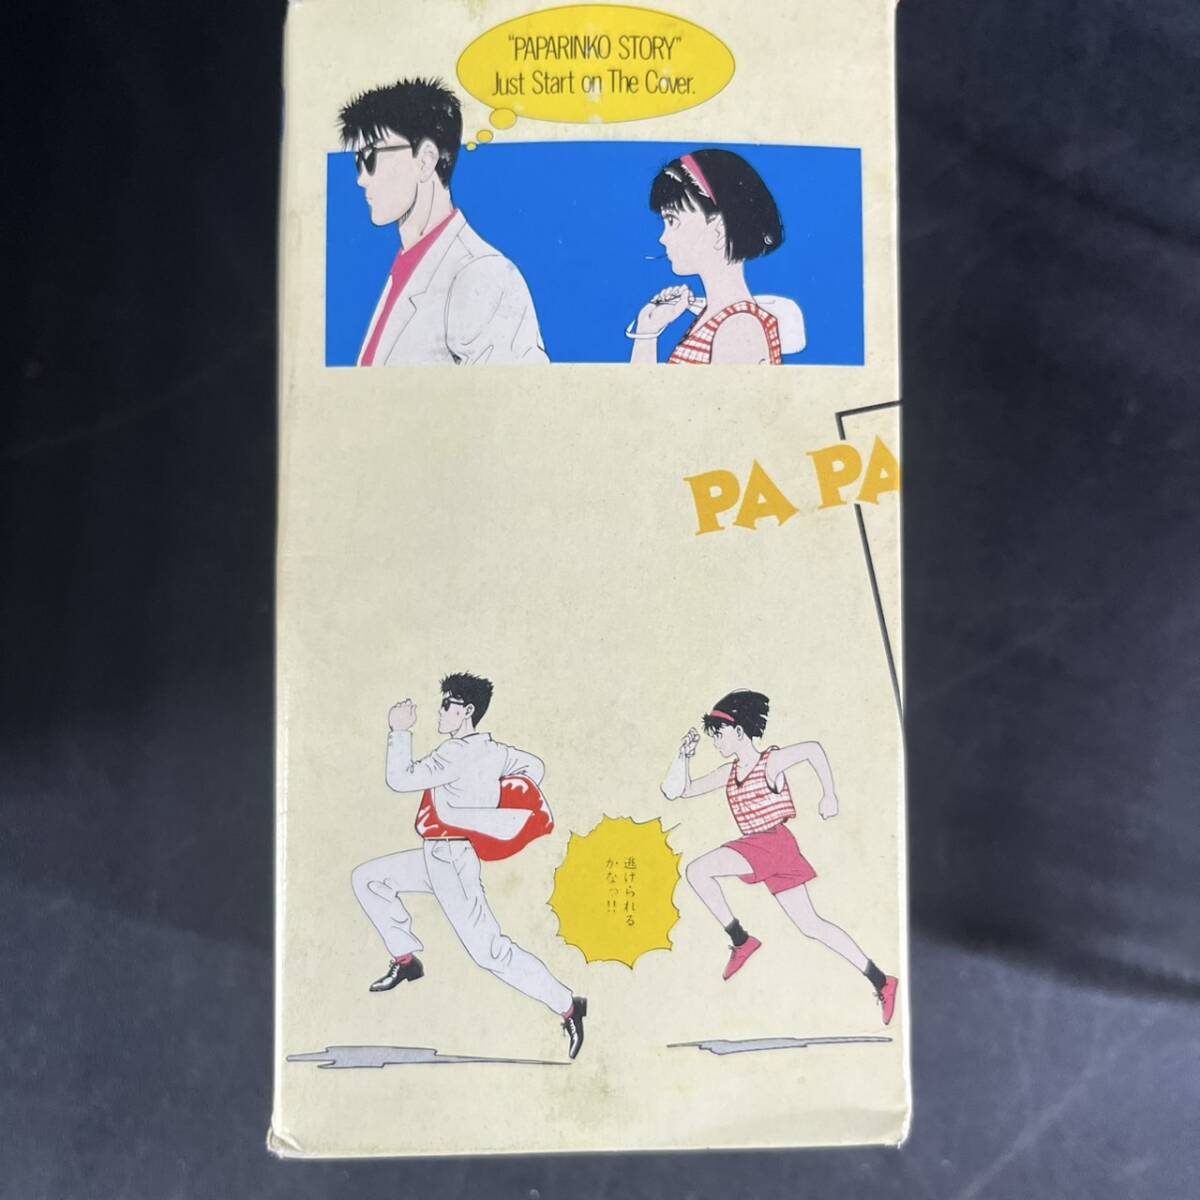 "PAPARINKO STORY"
Just Start on The Cover.
PA PA
逃げられる
かなっ!!